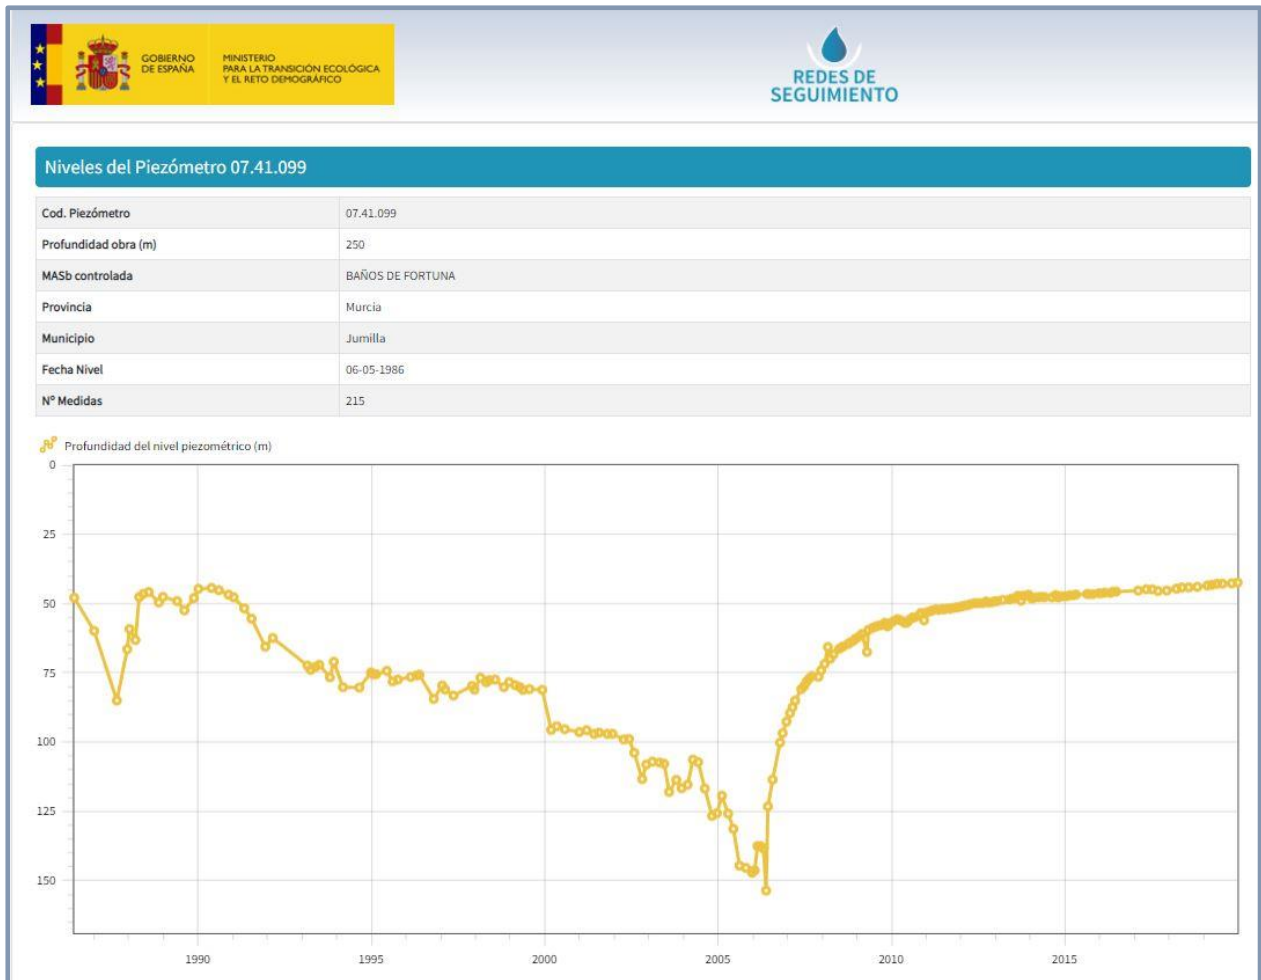 GOBIERNO
DE ESPAÑA
MINISTERIO
PARA LA TRANSICIÓN ECOLÓGICA
Y EL RETO DEMOGRÁFICO
REDES DE
SEGUIMIENTO
Niveles del Piezómetro 07.41.099
Cod. Piezómetro 07.41.099
Profundidad obra (m) 250
MASb controlada BAÑOS DE FORTUNA
Provincia Murcia
Municipio Jumilla
Fecha Nivel 06-05-1986
Nº Medidas 215
Profundidad del nivel piezométrico (m)
0
25
50
75
100
125
150
1990 1995 2000 2005 2010 2015